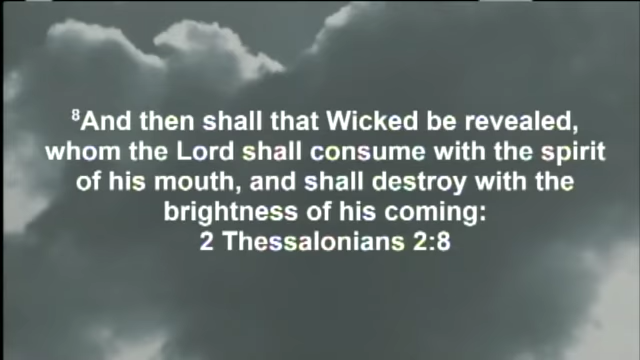 ⁸And then shall that Wicked be revealed,
whom the Lord shall consume with the spirit
of his mouth, and shall destroy with the
brightness of his coming:
2 Thessalonians 2:8